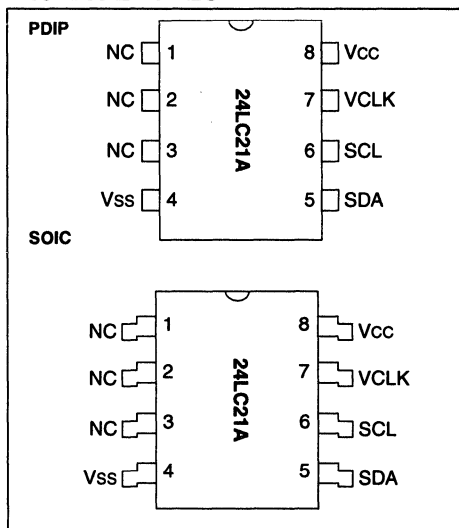 PDIP
NC 1 8 Vcc
NC 2 7 VCLK
NC 3 6 SCL
Vss 4 5 SDA
24LC21A
SOIC
NC 1 8 Vcc
NC 2 7 VCLK
NC 3 6 SCL
Vss 4 5 SDA
24LC21A